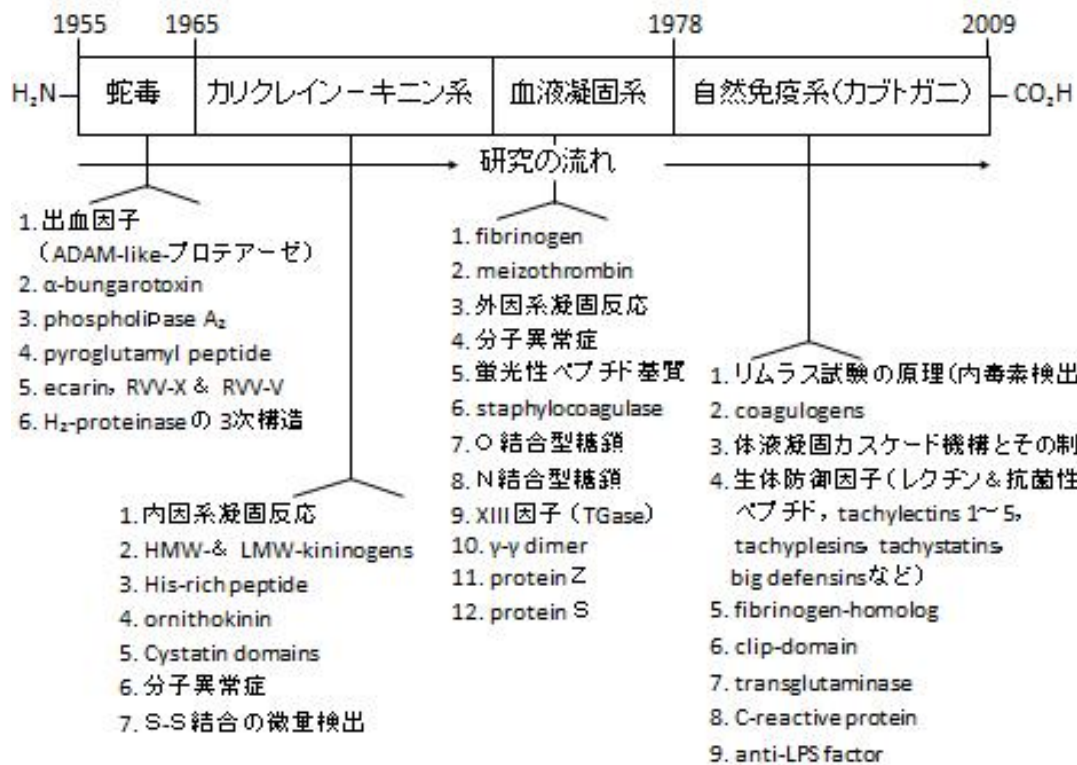 1955 1965 1978 2009
H₂N 蛇毒 カリクレインーキニン系 血液凝固系 自然免疫系(カブトガニ) CO₂H
研究の流れ
1. 出血因子
(ADAM-like-プロテアーゼ)
2. α-bungarotoxin
3. phospholipase A₂
4. pyroglutamyl peptide
5. ecarin, RVV-X & RVV-V
6. H₂-proteinaseの 3次構造
1. 内因系凝固反応
2. HMW-& LMW-kininogens
3. His-rich peptide
4. ornithokinin
5. Cystatin domains
6. 分子異常症
7. S-S結合の微量検出
1. fibrinogen
2. meizothrombin
3. 外因系凝固反応
4. 分子異常症
5. 蛍光性ペプチド基質
6. staphylocoagulase
7. O結合型糖鎖
8. N結合型糖鎖
9. XIII因子(TGase)
10. γ-γ dimer
11. protein Z
12. protein S
1. リムラス試験の原理(内毒素検出
2. coagulogens
3. 体液凝固カスケード機構とその制
4. 生体防御因子(レクチン&抗菌性
ペプチド, tachylectins 1〜5,
tachyplesins, tachystatins,
big defensinsなど)
5. fibrinogen-homolog
6. clip-domain
7. transglutaminase
8. C-reactive protein
9. anti-LPS factor